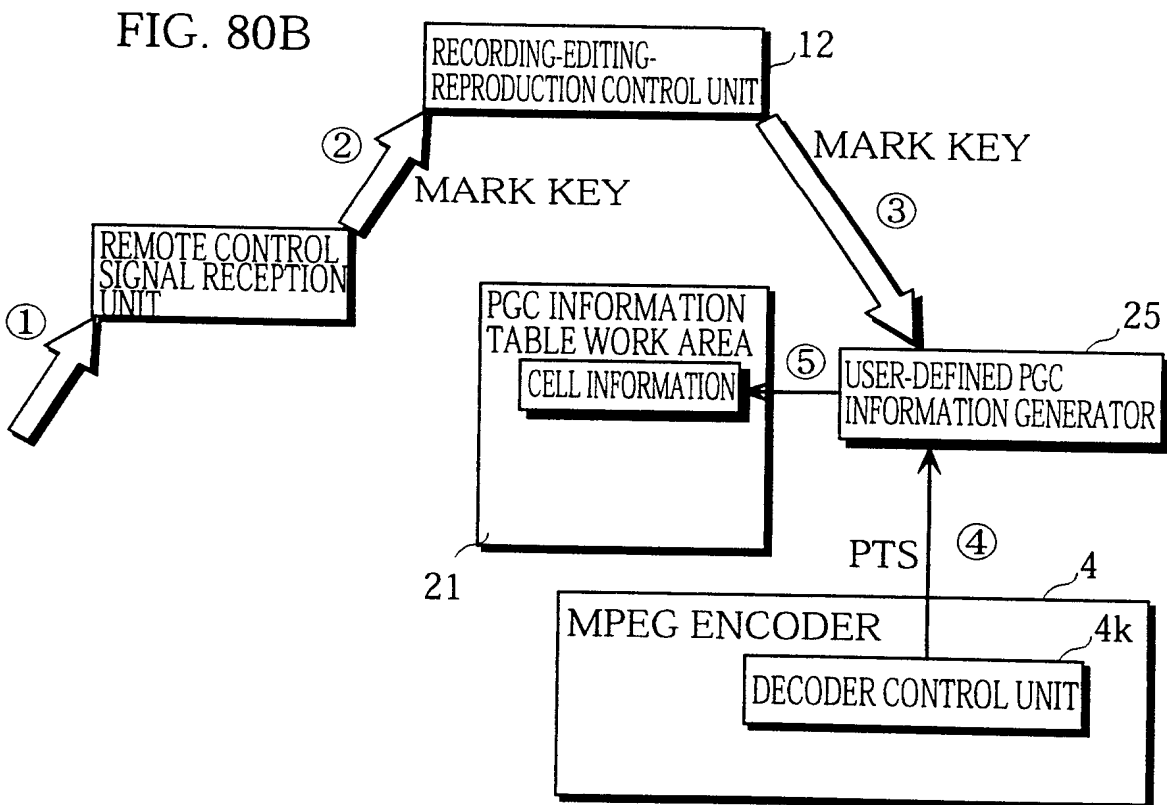 FIG. 80B
RECORDING-EDITING-
REPRODUCTION CONTROL UNIT
12
②
MARK KEY
MARK KEY
③
REMOTE CONTROL
SIGNAL RECEPTION
UNIT
①
PGC INFORMATION
TABLE WORK AREA
CELL INFORMATION
⑤
25
USER-DEFINED PGC
INFORMATION GENERATOR
21
PTS
④
4
MPEG ENCODER
4k
DECODER CONTROL UNIT